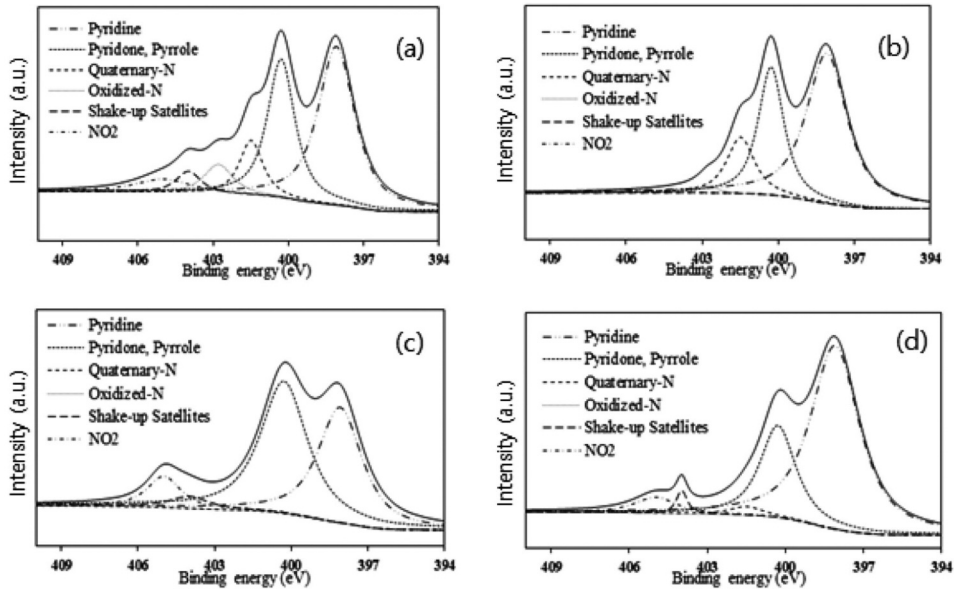 Pyridine
Pyridone, Pyrrole
Quaternary-N
Oxidized-N
Shake-up Satellites
NO2
(a)
Intensity (a.u.)
409 406 403 400 397 394
Binding energy (eV)
Pyridine
Pyridone, Pyrrole
Quaternary-N
Oxidized-N
Shake-up Satellites
NO2
(b)
Intensity (a.u.)
409 406 403 400 397 394
Binding energy (eV)
Pyridine
Pyridone, Pyrrole
Quaternary-N
Oxidized-N
Shake-up Satellites
NO2
(c)
Intensity (a.u.)
409 406 403 400 397 394
Binding energy (eV)
Pyridine
Pyridone, Pyrrole
Quaternary-N
Oxidized-N
Shake-up Satellites
NO2
(d)
Intensity (a.u.)
409 406 403 400 397 394
Binding energy (eV)